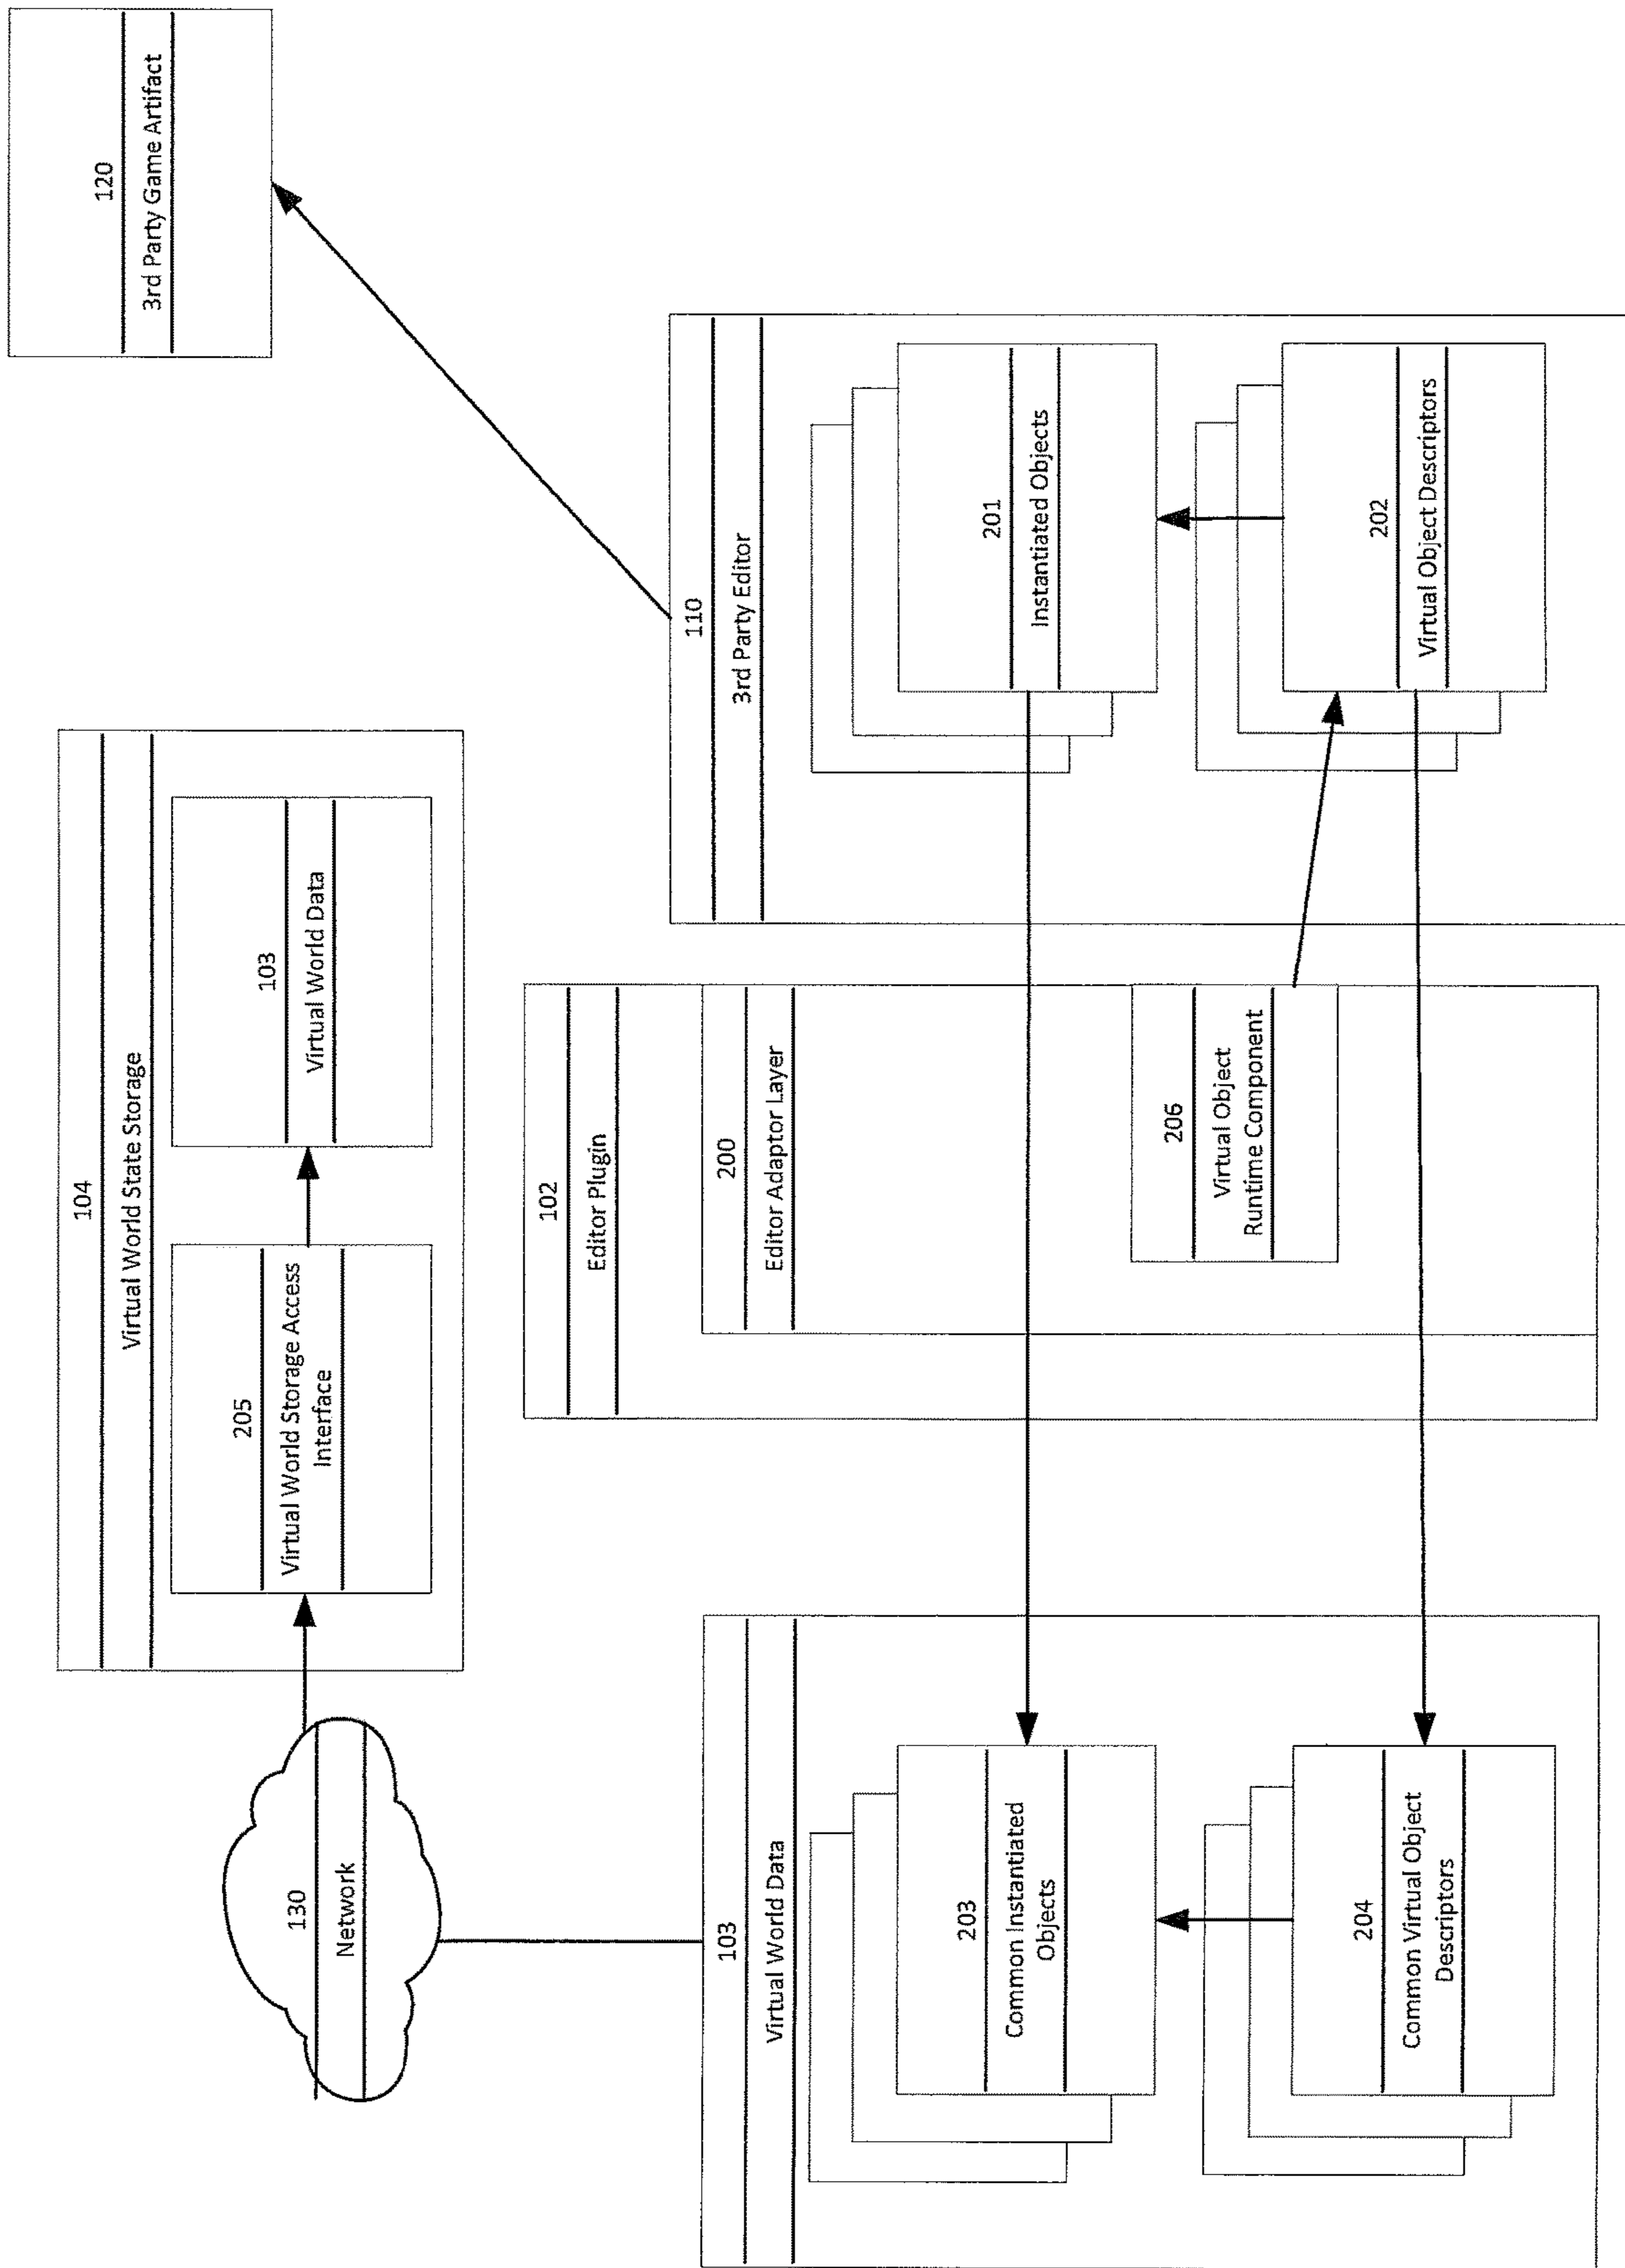 104
Virtual World State Storage
205
Virtual World Storage Access
Interface
103
Virtual World Data
120
3rd Party Game Artifact
130
Network
103
Virtual World Data
203
Common Instantiated
Objects
204
Common Virtual Object
Descriptors
102
Editor Plugin
200
Editor Adaptor Layer
206
Virtual Object
Runtime Component
110
3rd Party Editor
201
Instantiated Objects
202
Virtual Object Descriptors